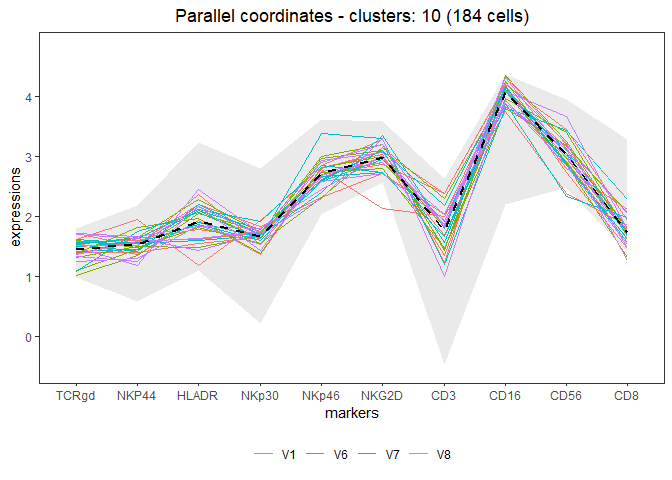 Parallel coordinates - clusters: 10 (184 cells)
4
3
2
1
0
expressions
TCRgd NKP44 HLADR NKp30 NKp46 NKG2D CD3 CD16 CD56 CD8
markers
V1 V6 V7 V8